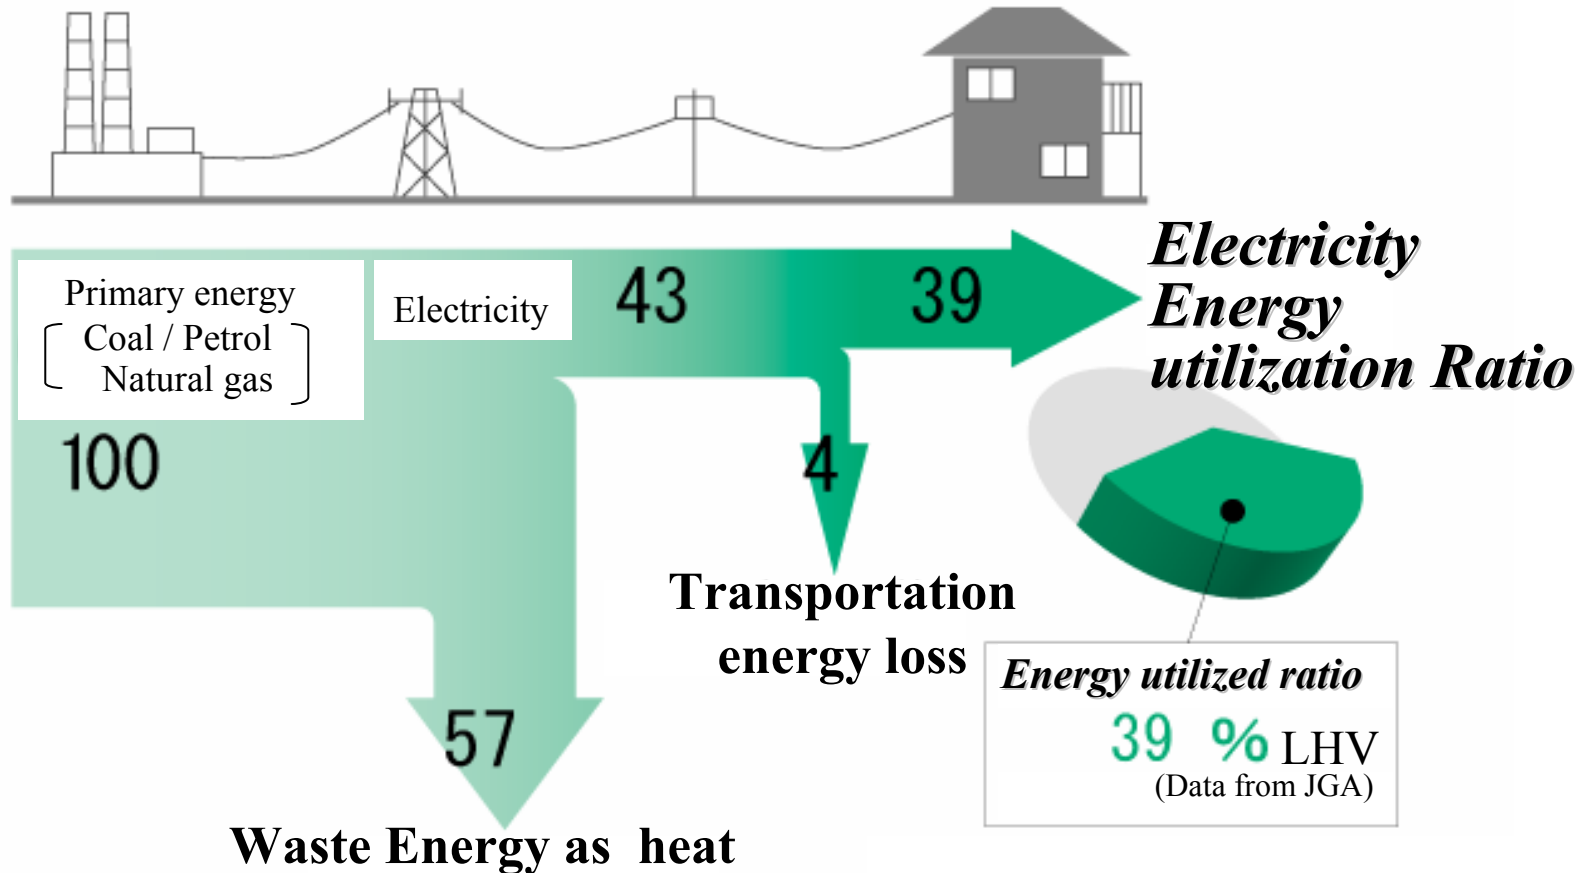 Electricity
Energy
utilization Ratio
Primary energy
Coal / Petrol
Natural gas
Electricity
43
39
100
4
57
Transportation
energy loss
Waste Energy as heat
Energy utilized ratio
39 % LHV
(Data from JGA)